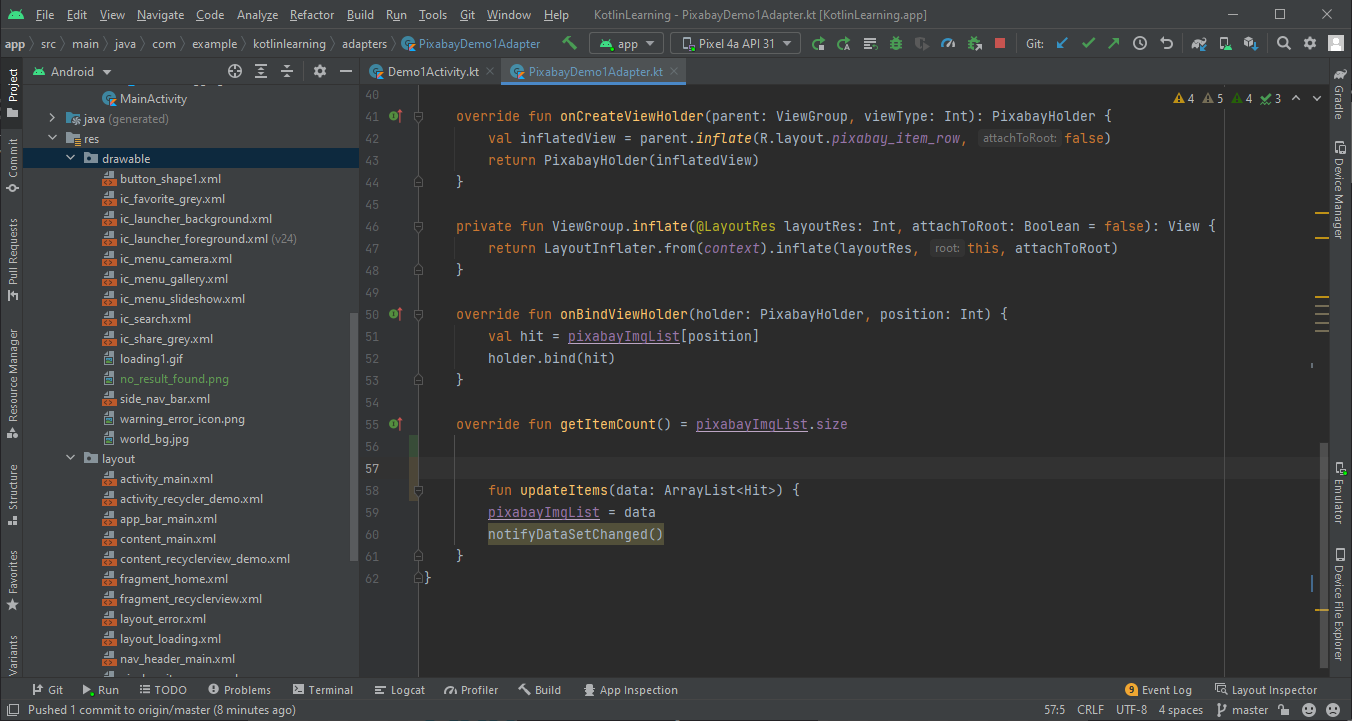 File Edit View Navigate Code Analyze Refactor Build Run Tools Git Window Help KotlinLearning - PixabayDemo1Adapter.kt [KotlinLearning.app]
app src main java com example kotlinlearning adapters PixabayDemo1Adapter app Pixel 4a API 31 Git:
Android
Demo1Activity.kt PixabayDemo1Adapter.kt
Project
Commit
Pull Requests
Resource Manager
Structure
Favorites
Variants
MainActivity
java (generated)
res
drawable
button_shape1.xml
ic_favorite_grey.xml
ic_launcher_background.xml
ic_launcher_foreground.xml (v24)
ic_menu_camera.xml
ic_menu_gallery.xml
ic_menu_slideshow.xml
ic_search.xml
ic_share_grey.xml
loading1.gif
no_result_found.png
side_nav_bar.xml
warning_error_icon.png
world_bg.jpg
layout
activity_main.xml
activity_recycler_demo.xml
app_bar_main.xml
content_main.xml
content_recyclerview_demo.xml
fragment_home.xml
fragment_recyclerview.xml
layout_error.xml
layout_loading.xml
nav_header_main.xml
4 5 4 3
40
41 override fun onCreateViewHolder(parent: ViewGroup, viewType: Int): PixabayHolder {
42 val inflatedView = parent.inflate(R.layout.pixabay_item_row, attachToRoot: false)
43 return PixabayHolder(inflatedView)
44 }
45
46 private fun ViewGroup.inflate(@LayoutRes layoutRes: Int, attachToRoot: Boolean = false): View {
47 return LayoutInflater.from(context).inflate(layoutRes, root: this, attachToRoot)
48 }
49
50 override fun onBindViewHolder(holder: PixabayHolder, position: Int) {
51 val hit = pixabayImgList[position]
52 holder.bind(hit)
53 }
54
55 override fun getItemCount() = pixabayImgList.size
56
57
58 fun updateItems(data: ArrayList<Hit>) {
59 pixabayImgList = data
60 notifyDataSetChanged()
61 }
62 }
Gradle
Device Manager
Emulator
Device File Explorer
Git Run TODO Problems Terminal Logcat Profiler Build App Inspection 9 Event Log Layout Inspector
Pushed 1 commit to origin/master (8 minutes ago) 57:5 CRLF UTF-8 4 spaces master